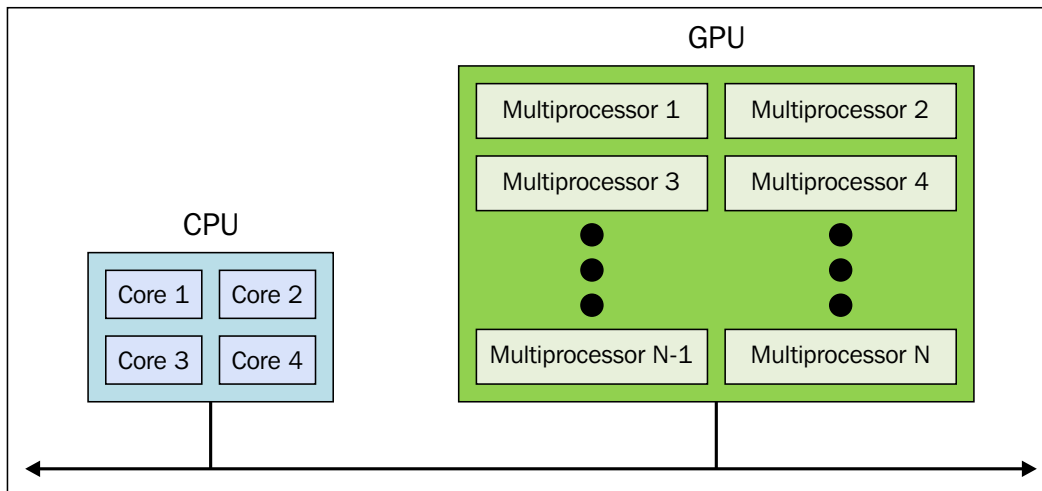 GPU
Multiprocessor 1
Multiprocessor 2
Multiprocessor 3
Multiprocessor 4
Multiprocessor N-1
Multiprocessor N
CPU
Core 1
Core 2
Core 3
Core 4